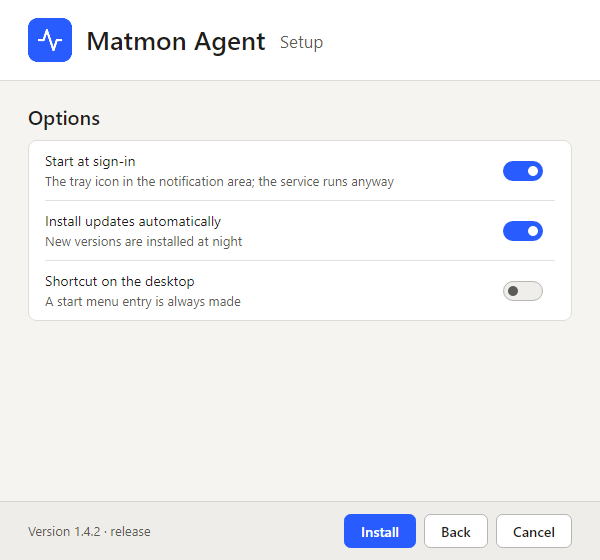 Matmon Agent Setup
Options
Start at sign-in
The tray icon in the notification area; the service runs anyway
Install updates automatically
New versions are installed at night
Shortcut on the desktop
A start menu entry is always made
Version 1.4.2 · release
Install
Back
Cancel